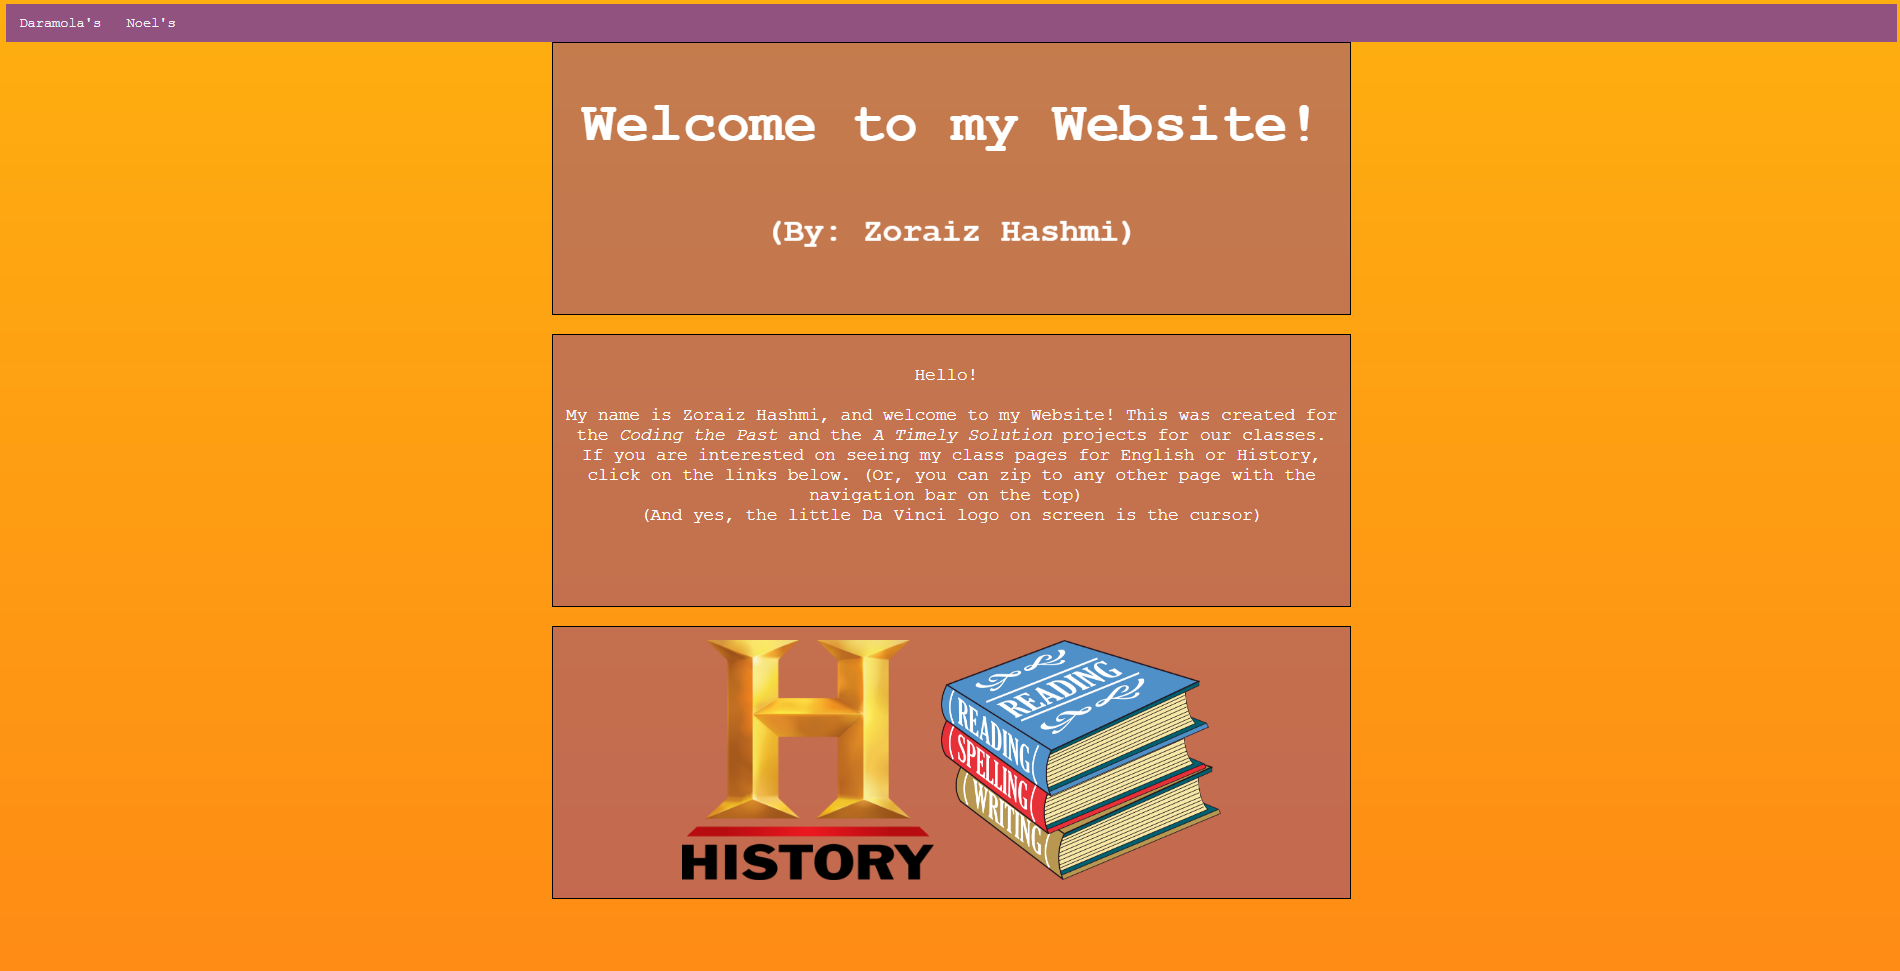 Daramola's Noel's
Welcome to my Website!
(By: Zoraiz Hashmi)
Hello!
My name is Zoraiz Hashmi, and welcome to my Website! This was created for
the Coding the Past and the A Timely Solution projects for our classes.
If you are interested on seeing my class pages for English or History,
click on the links below. (Or, you can zip to any other page with the
navigation bar on the top)
(And yes, the little Da Vinci logo on screen is the cursor)
H
HISTORY
READING
READING
SPELLING
WRITING